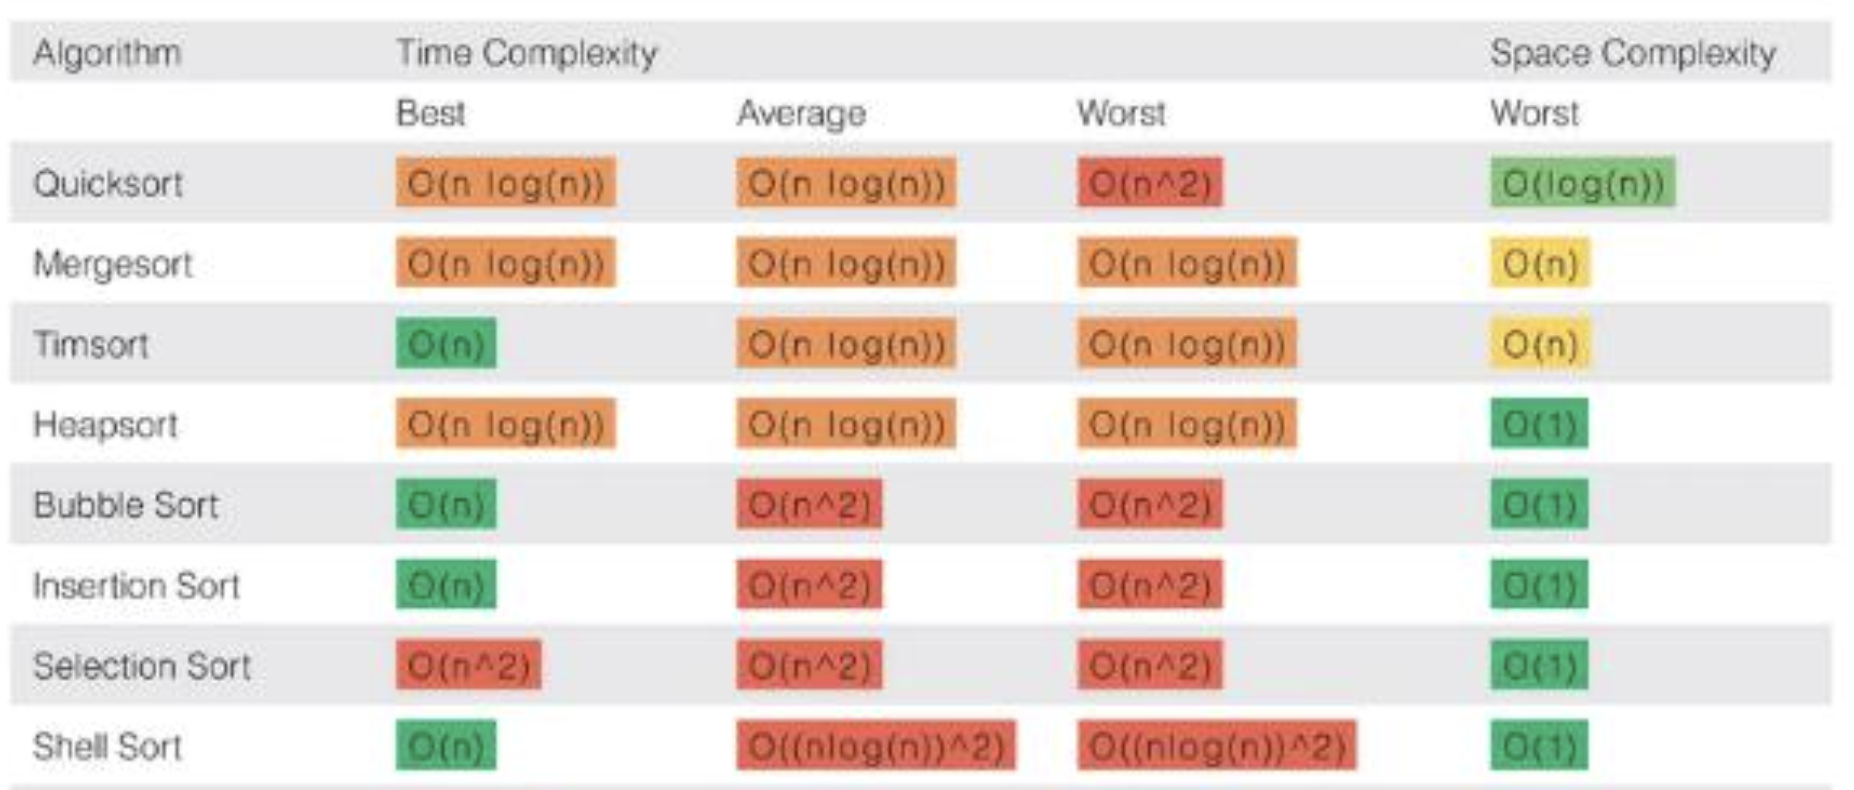 Algorithm Time Complexity Space Complexity
Best Average Worst Worst
Quicksort O(n log(n)) O(n log(n)) O(n^2) O(log(n))
Mergesort O(n log(n)) O(n log(n)) O(n log(n)) O(n)
Timsort O(n) O(n log(n)) O(n log(n)) O(n)
Heapsort O(n log(n)) O(n log(n)) O(n log(n)) O(1)
Bubble Sort O(n) O(n^2) O(n^2) O(1)
Insertion Sort O(n) O(n^2) O(n^2) O(1)
Selection Sort O(n^2) O(n^2) O(n^2) O(1)
Shell Sort O(n) O((nlog(n))^2) O((nlog(n))^2) O(1)